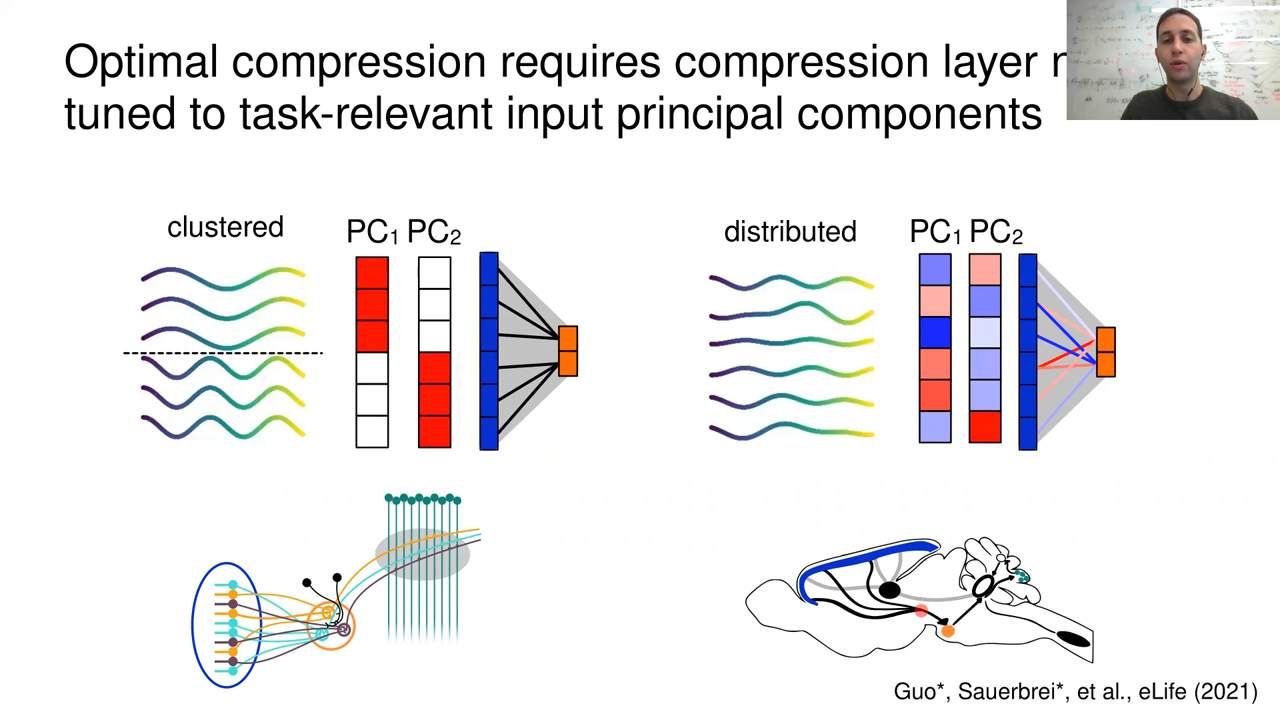 Optimal compression requires compression layer
tuned to task-relevant input principal components
clustered
PC₁ PC₂
distributed
PC₁ PC₂
Guo*, Sauerbrei*, et al., eLife (2021)